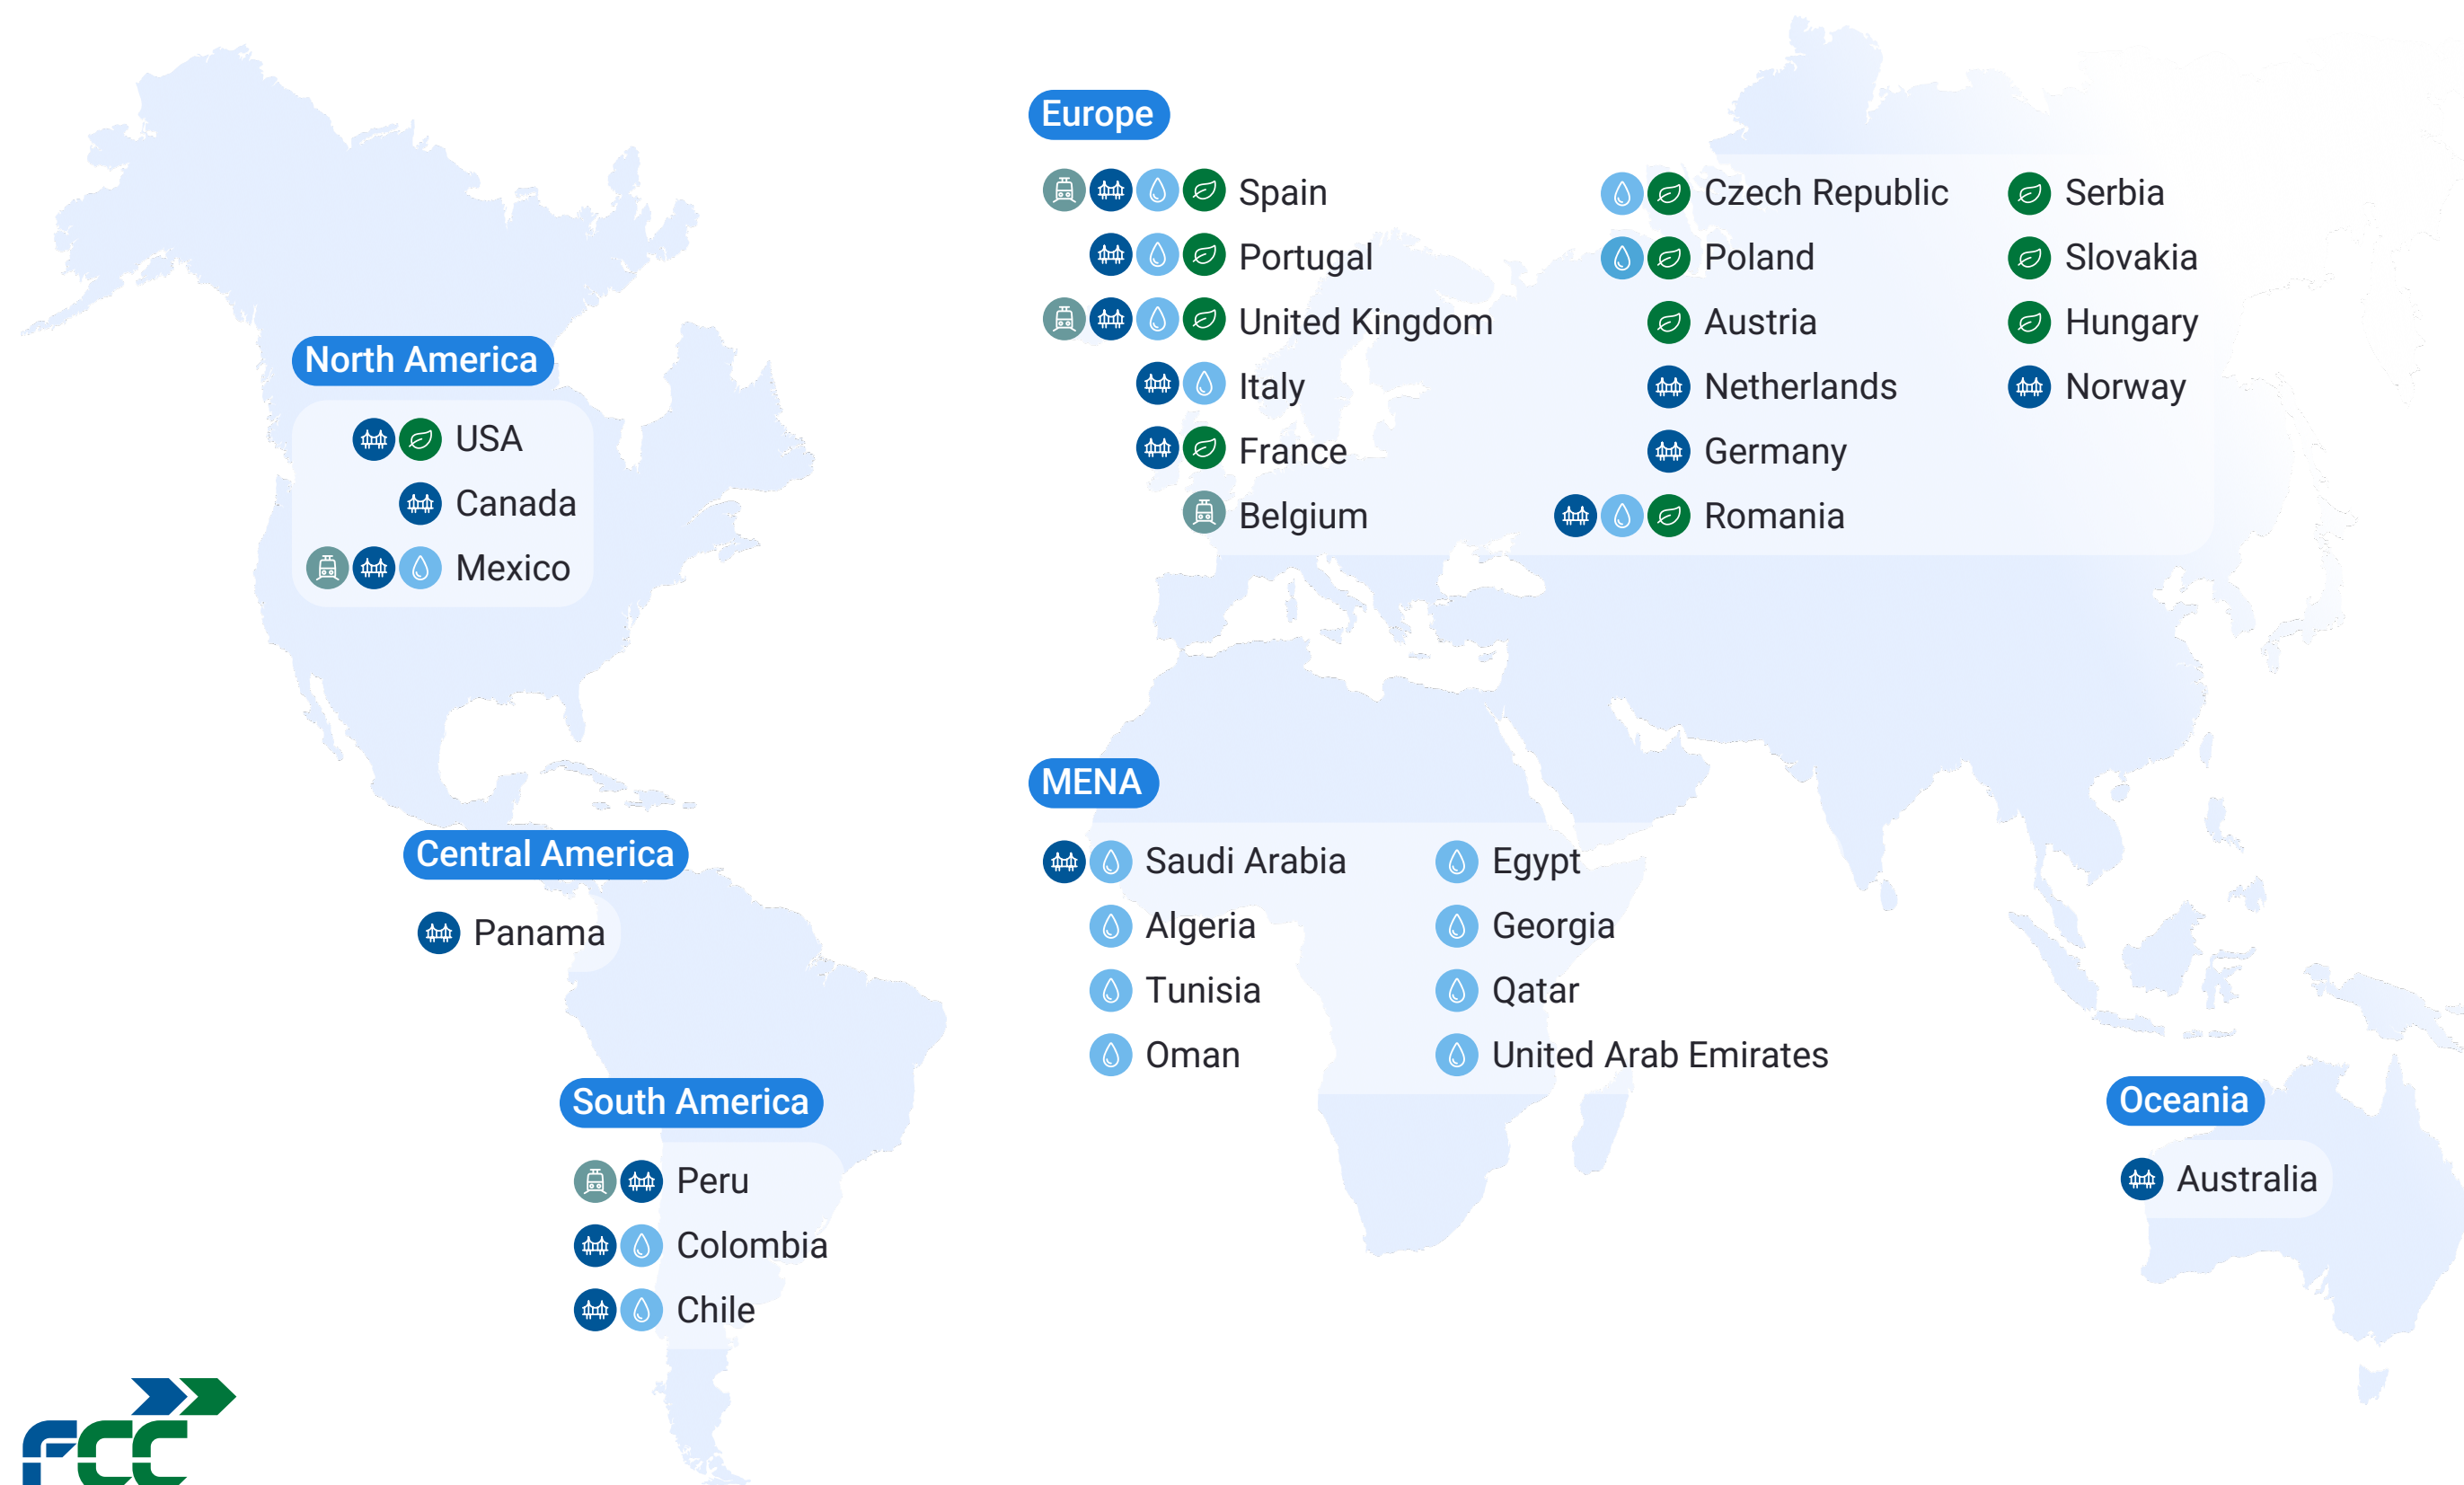 Europe
Spain
Portugal
United Kingdom
Italy
France
Belgium
Czech Republic
Poland
Austria
Netherlands
Germany
Romania
Serbia
Slovakia
Hungary
Norway
North America
USA
Canada
Mexico
MENA
Saudi Arabia
Algeria
Tunisia
Oman
Egypt
Georgia
Qatar
United Arab Emirates
Central America
Panama
South America
Peru
Colombia
Chile
Oceania
Australia
FCC